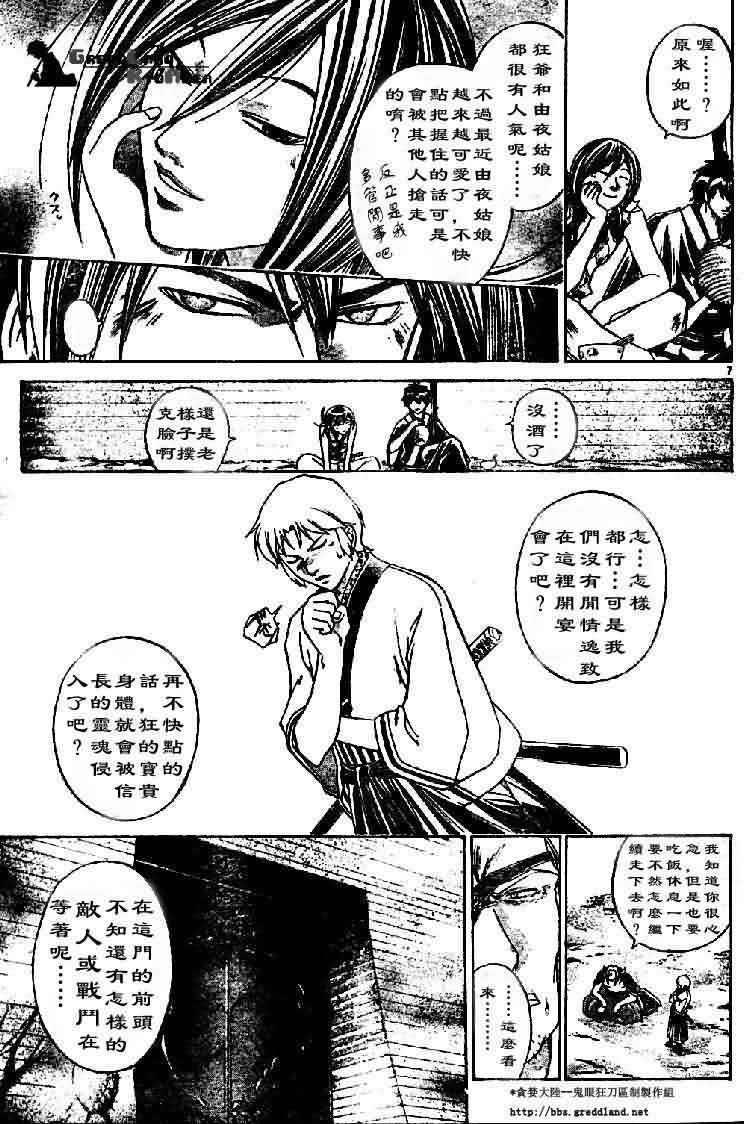 喔……？
原來如此啊
狂爺和由夜姑娘
都很有人氣呢……
不過最近由夜姑娘
越來越可愛了，不快
點把握住的話可是
會被其他人搶走
的唷？
反正是我
多管閒事吧
7
……
沒酒了
還是老
樣子撲
克臉啊
怎…怎樣
都行…可是我
們沒有閒情逸致
在這裡開宴
會了吧？
再不快點的
話，狂的寶貴
身體就會被信
長的靈魂侵
入了吧？
我知道你很心
急，但是也要
吃飯休息一下
要不然怎麼繼
續走下去啊？
……這麼看
來……
在這門的前頭
不知還有怎樣的
敵人或戰鬥在
等著呢……
*貪婪大陸--鬼眼狂刀區制製作組
http://bbs.greddland.net